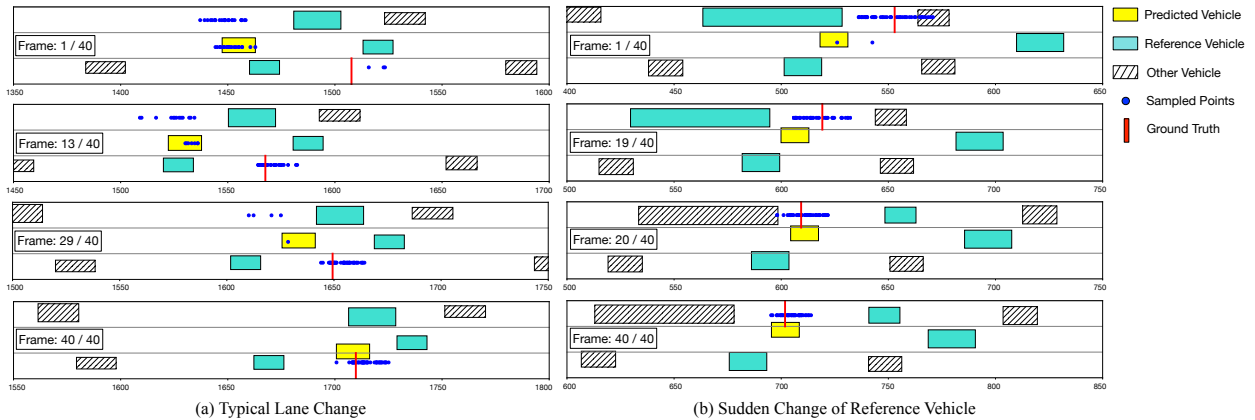 Frame: 1 / 40
1350 1400 1450 1500 1550 1600
Frame: 13 / 40
1450 1500 1550 1600 1650 1700
Frame: 29 / 40
1500 1550 1600 1650 1700 1750
Frame: 40 / 40
1550 1600 1650 1700 1750 1800
(a) Typical Lane Change
Frame: 1 / 40
400 450 500 550 600 650
Frame: 19 / 40
500 550 600 650 700 750
Frame: 20 / 40
500 550 600 650 700 750
Frame: 40 / 40
600 650 700 750 800 850
(b) Sudden Change of Reference Vehicle
Predicted Vehicle
Reference Vehicle
Other Vehicle
Sampled Points
Ground Truth